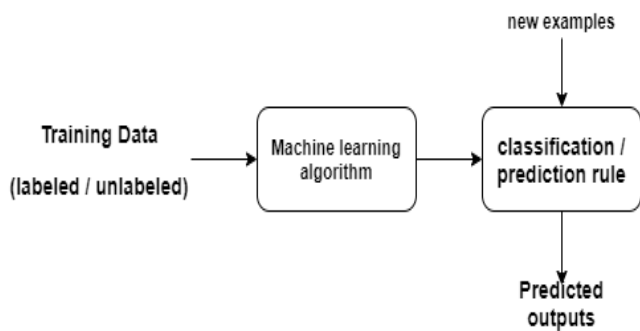 new examples
Training Data
(labeled / unlabeled)
Machine learning
algorithm
classification /
prediction rule
Predicted
outputs